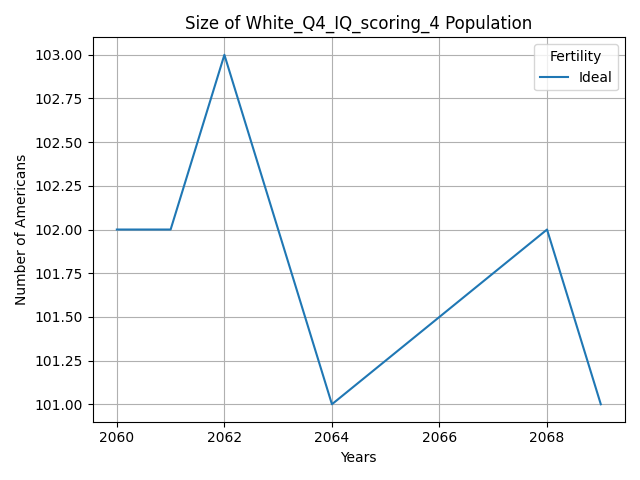 Size of White_Q4_IQ_scoring_4 Population
Fertility
Ideal
Number of Americans
103.00
102.75
102.50
102.25
102.00
101.75
101.50
101.25
101.00
2060 2062 2064 2066 2068
Years